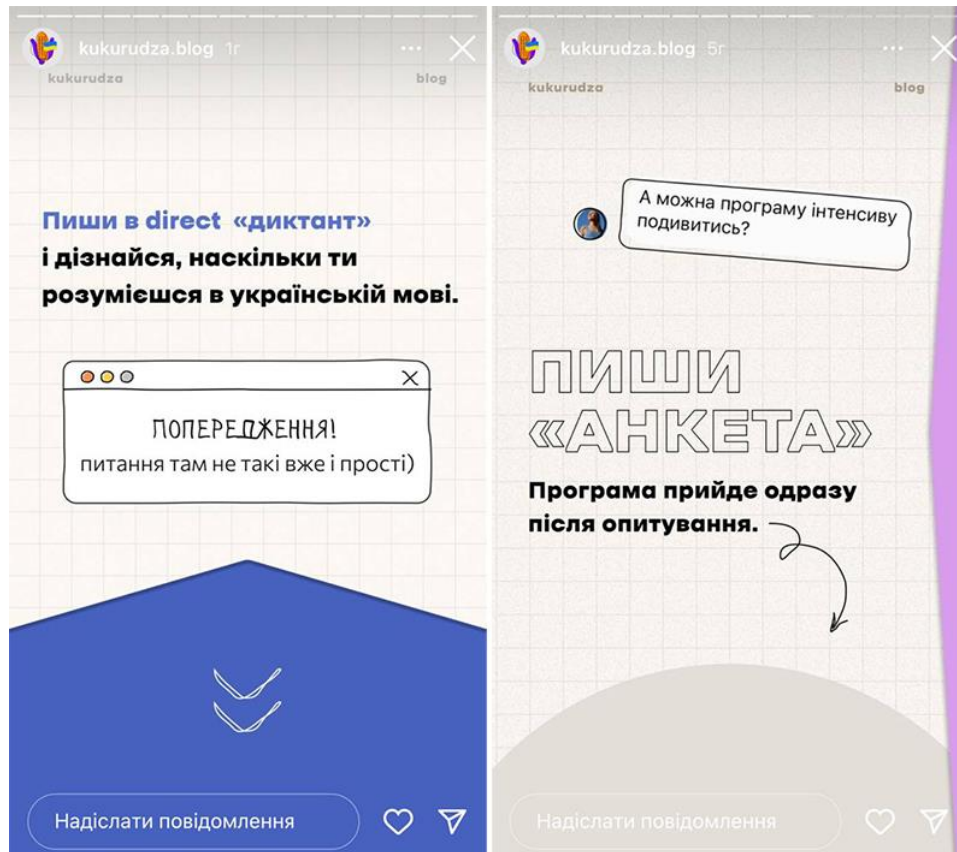 kukurudza.blog 1г
kukurudza blog
Пиши в direct «диктант»
і дізнайся, наскільки ти
розумієшся в українській мові.
ПОПЕРЕДЖЕННЯ!
питання там не такі вже і прості)
Надіслати повідомлення
kukurudza.blog 5г
kukurudza blog
А можна програму інтенсиву
подивитись?
ПИШИ
«АНКЕТА»
Програма прийде одразу
після опитування.
Надіслати повідомлення